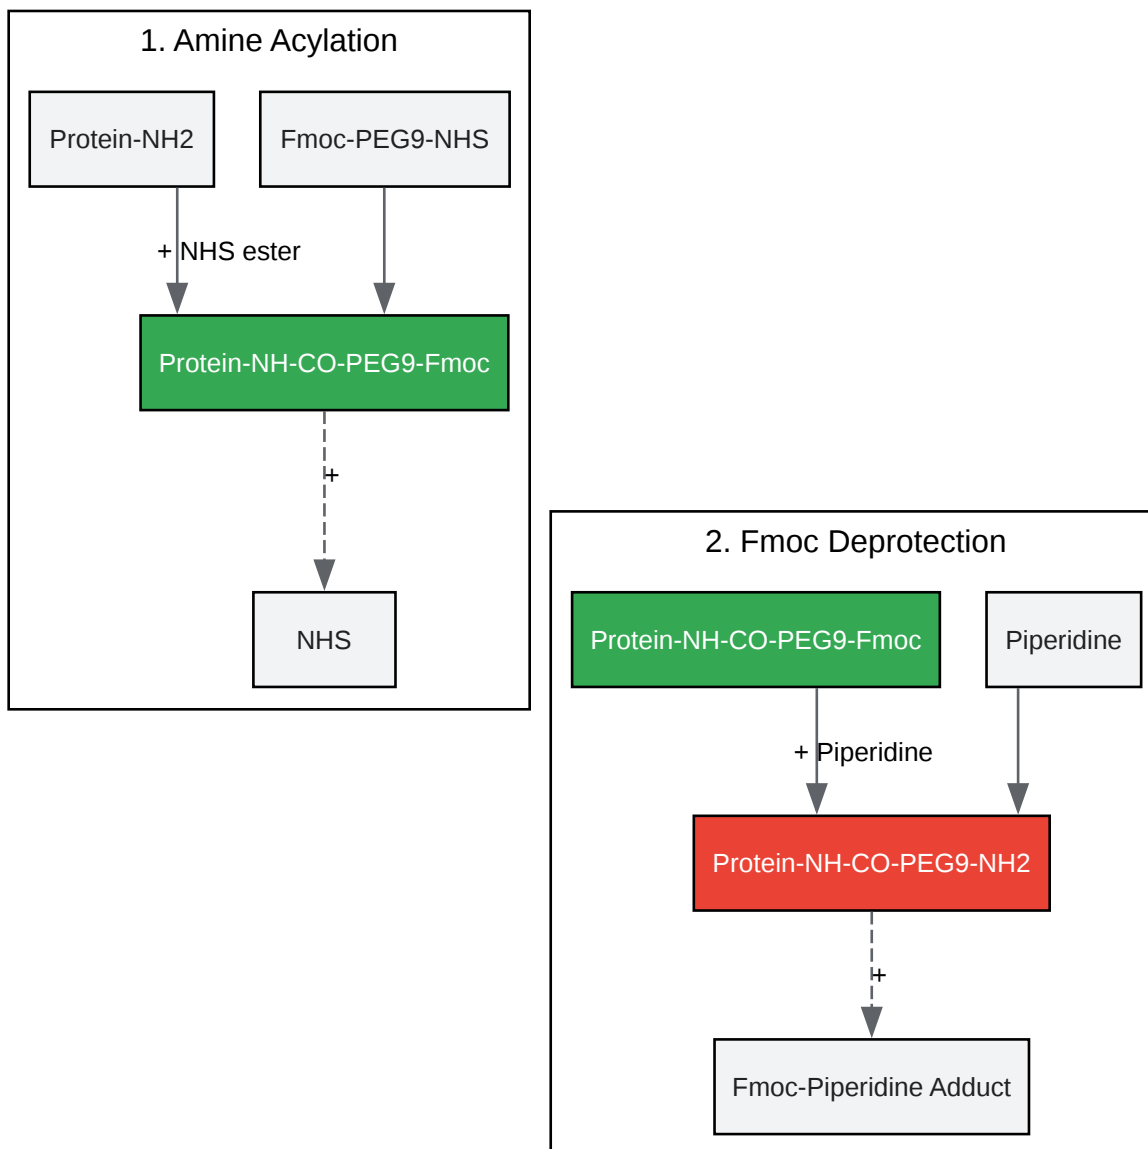 1. Amine Acylation
Protein-NH2
Fmoc-PEG9-NHS
+ NHS ester
Protein-NH-CO-PEG9-Fmoc
+
NHS
2. Fmoc Deprotection
Protein-NH-CO-PEG9-Fmoc
Piperidine
+ Piperidine
Protein-NH-CO-PEG9-NH2
+
Fmoc-Piperidine Adduct